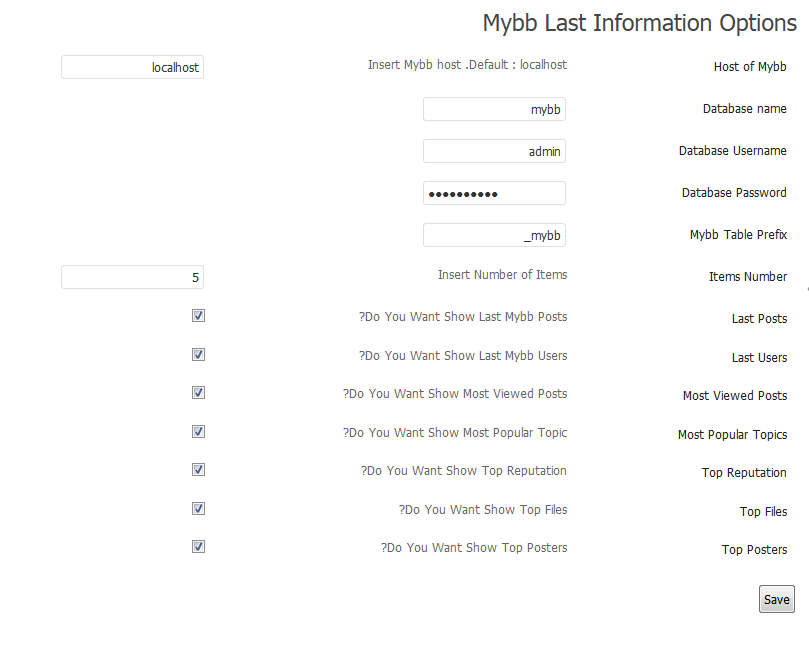 Mybb Last Information Options
Host of Mybb
Insert Mybb host .Default : localhost
localhost
Database name
mybb
Database Username
admin
Database Password
••••••••••
Mybb Table Prefix
_mybb
Items Number
Insert Number of Items
5
Last Posts
?Do You Want Show Last Mybb Posts
Last Users
?Do You Want Show Last Mybb Users
Most Viewed Posts
?Do You Want Show Most Viewed Posts
Most Popular Topics
?Do You Want Show Most Popular Topic
Top Reputation
?Do You Want Show Top Reputation
Top Files
?Do You Want Show Top Files
Top Posters
?Do You Want Show Top Posters
Save